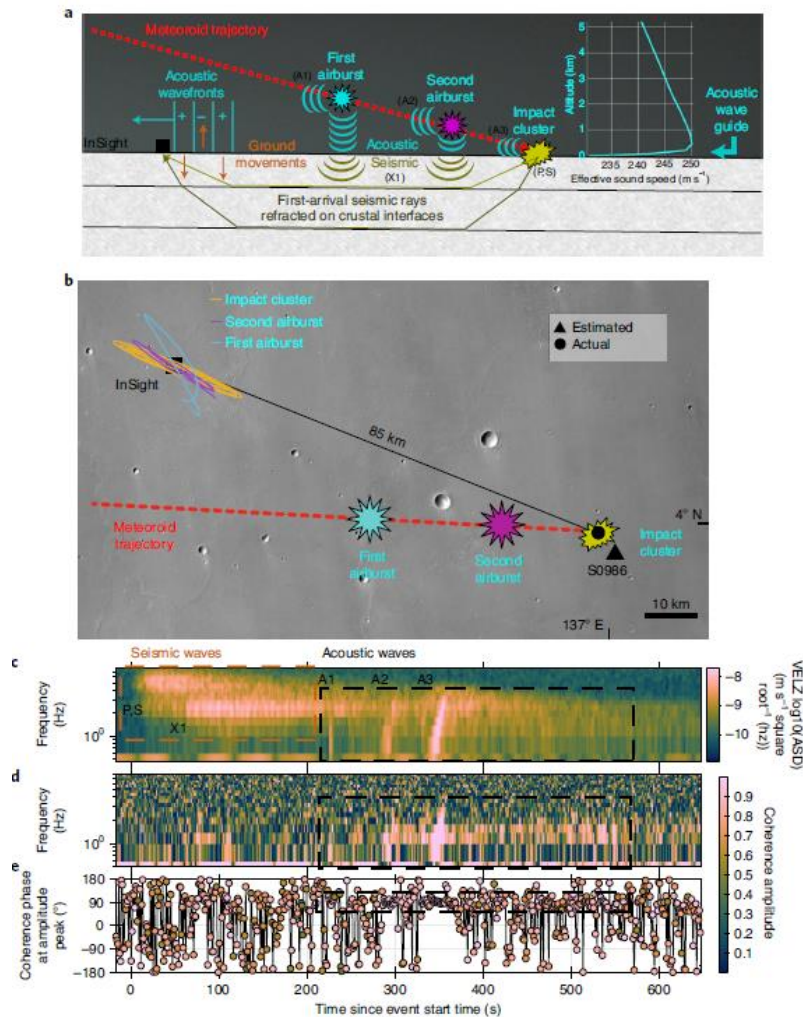 a
Meteoroid trajectory
First
airburst
(A1)
Second
airburst
(A2)
Impact
cluster
(A3)
(P,S)
Acoustic
wavefronts
+ − +
InSight
Ground
movements
Acoustic
Seismic
(X1)
First-arrival seismic rays
refracted on crustal interfaces
Altitude (km)
5
4
3
2
1
0
235 240 245 250
Effective sound speed (m s⁻¹)
Acoustic
wave
guide
b
Impact cluster
Second airburst
First airburst
Estimated
Actual
InSight
85 km
4° N
Meteoroid
trajectory
First
airburst
Second
airburst
Impact
cluster
S0986
10 km
137° E
c
Seismic waves
Acoustic waves
A1 A2 A3
P,S
X1
Frequency
(Hz)
10⁰
−7
−8
−9
−10
VELZ log10(ASD)
(m s⁻¹ square
root⁻¹ (hz))
d
Frequency
(Hz)
10⁰
0.9
0.8
0.7
0.6
0.5
0.4
0.3
0.2
0.1
Coherence amplitude
e
Coherence phase
at amplitude
peak (°)
180
90
0
−90
−180
0 100 200 300 400 500 600
Time since event start time (s)